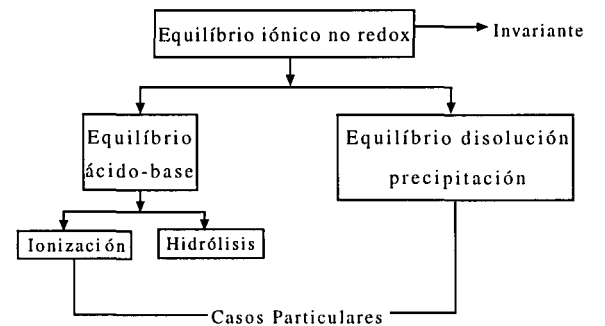 Equilíbrio iónico no redox
Invariante
Equilíbrio
ácido-base
Equilíbrio disolución
precipitación
Ionización
Hidrólisis
Casos Particulares